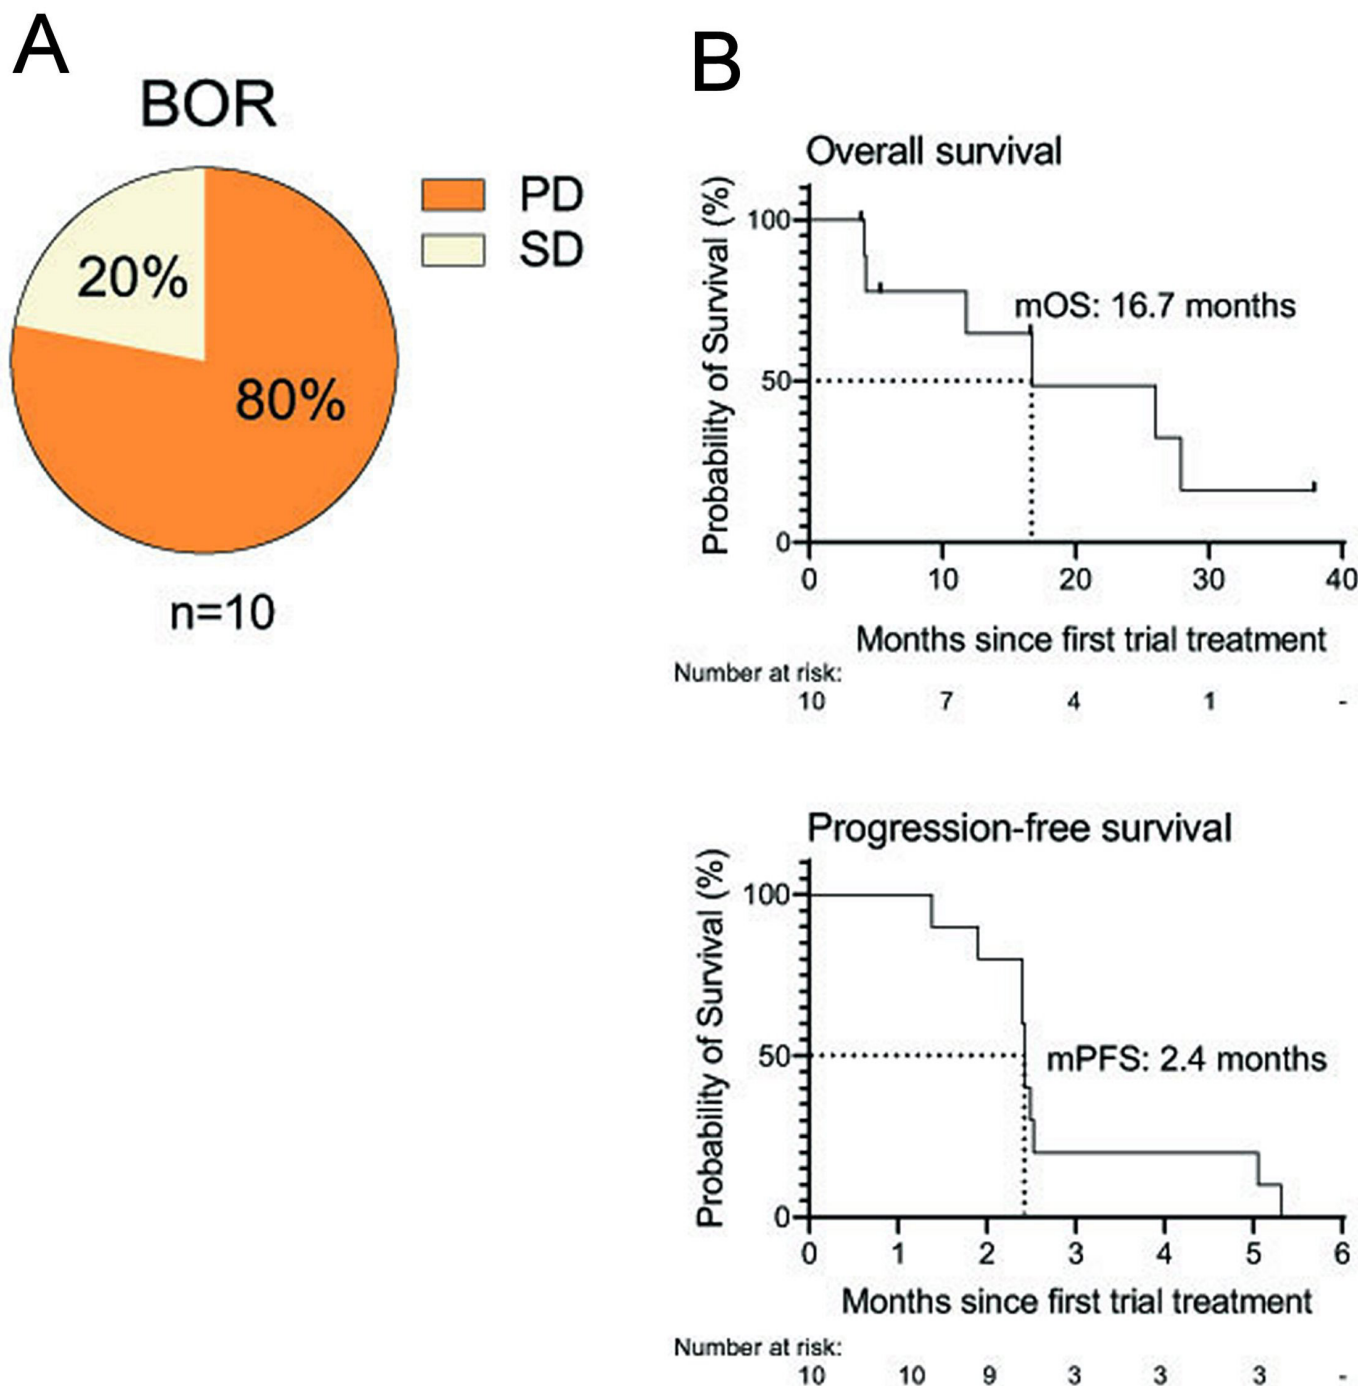 A
BOR
PD
SD
20%
80%
n=10
B
Overall survival
Probability of Survival (%)
100
50
0
mOS: 16.7 months
0 10 20 30 40
Months since first trial treatment
Number at risk:
10 7 4 1 -
Progression-free survival
Probability of Survival (%)
100
50
0
mPFS: 2.4 months
0 1 2 3 4 5 6
Months since first trial treatment
Number at risk:
10 10 9 3 3 3 -